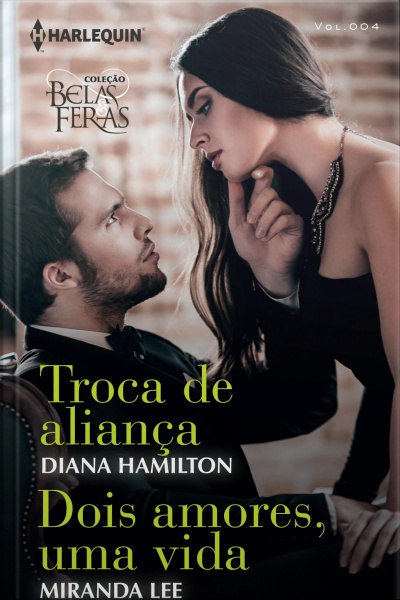 HARLEQUIN
Vol.004
COLEÇÃO
BELAS &
FERAS
Troca de
aliança
DIANA HAMILTON
Dois amores,
uma vida
MIRANDA LEE